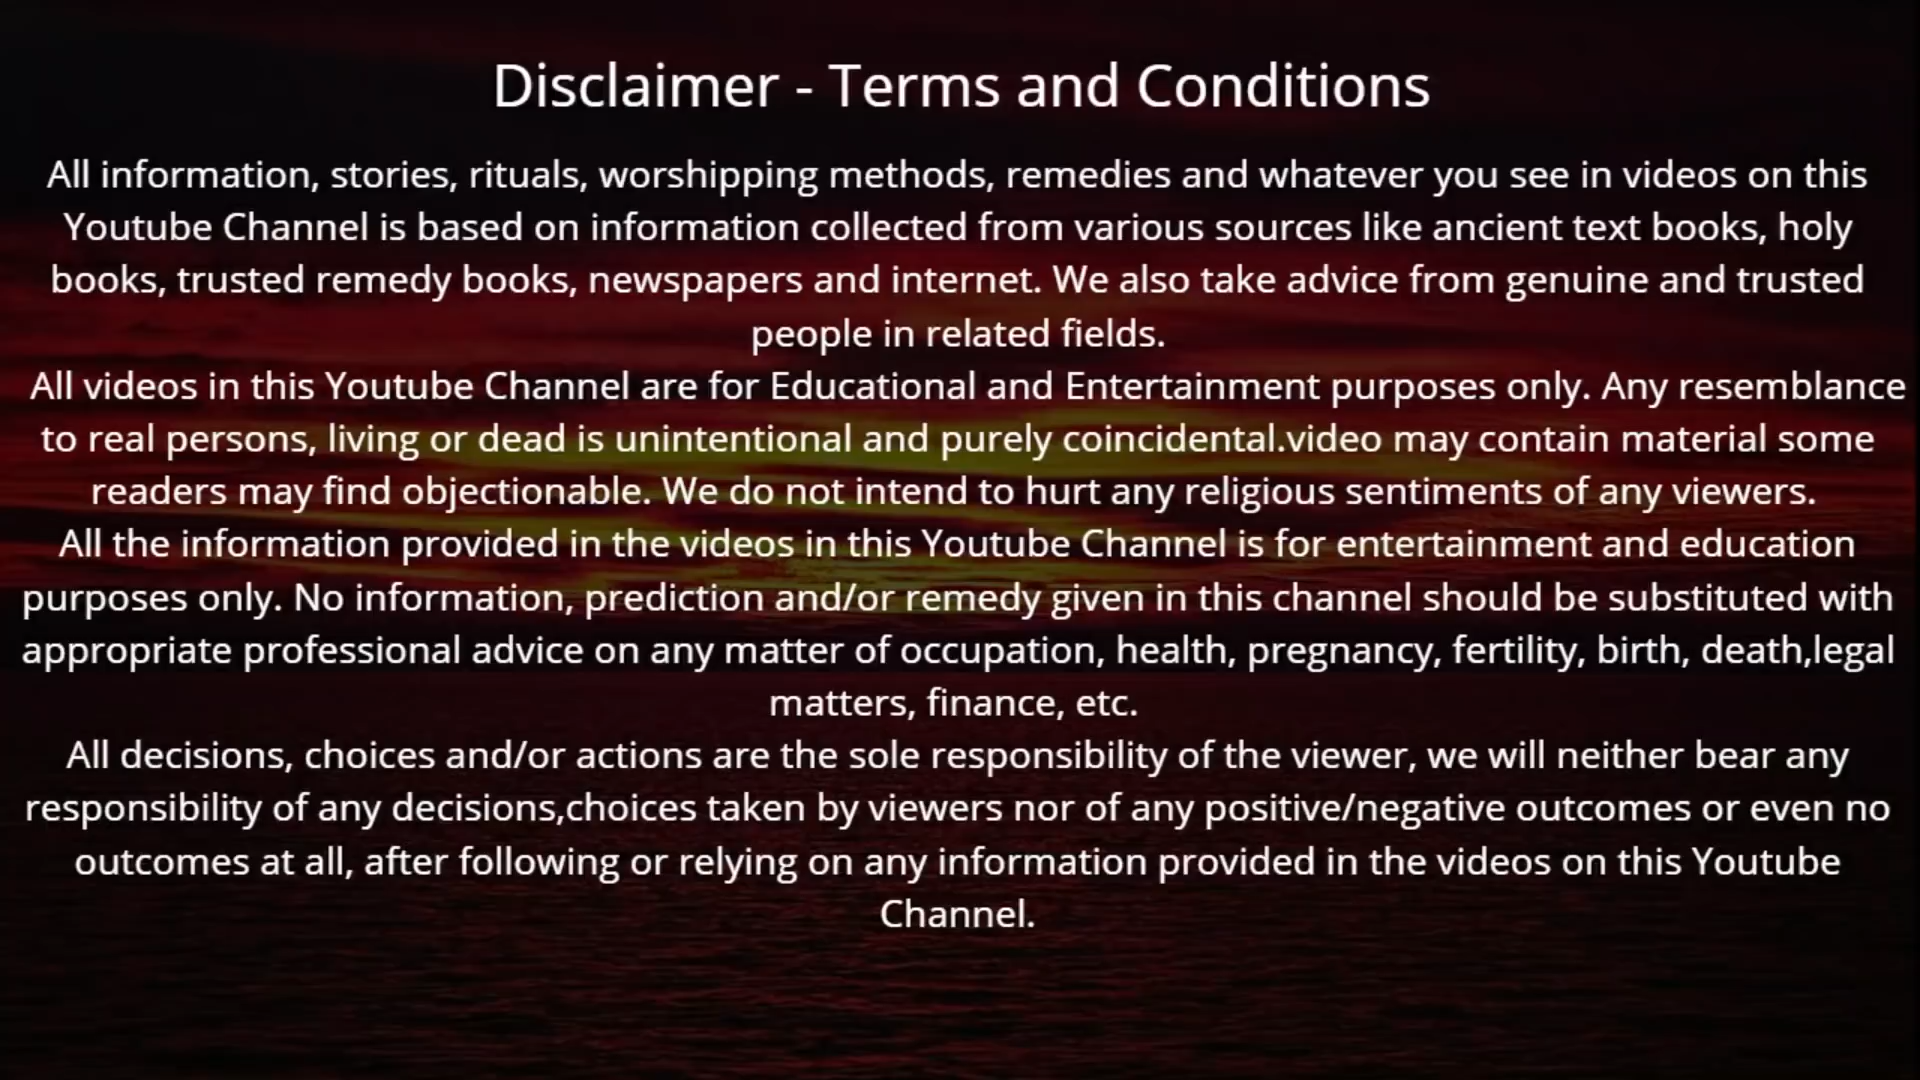 Disclaimer - Terms and Conditions
All information, stories, rituals, worshipping methods, remedies and whatever you see in videos on this
Youtube Channel is based on information collected from various sources like ancient text books, holy
books, trusted remedy books, newspapers and internet. We also take advice from genuine and trusted
people in related fields.
All videos in this Youtube Channel are for Educational and Entertainment purposes only. Any resemblance
to real persons, living or dead is unintentional and purely coincidental.video may contain material some
readers may find objectionable. We do not intend to hurt any religious sentiments of any viewers.
All the information provided in the videos in this Youtube Channel is for entertainment and education
purposes only. No information, prediction and/or remedy given in this channel should be substituted with
appropriate professional advice on any matter of occupation, health, pregnancy, fertility, birth, death,legal
matters, finance, etc.
All decisions, choices and/or actions are the sole responsibility of the viewer, we will neither bear any
responsibility of any decisions,choices taken by viewers nor of any positive/negative outcomes or even no
outcomes at all, after following or relying on any information provided in the videos on this Youtube
Channel.